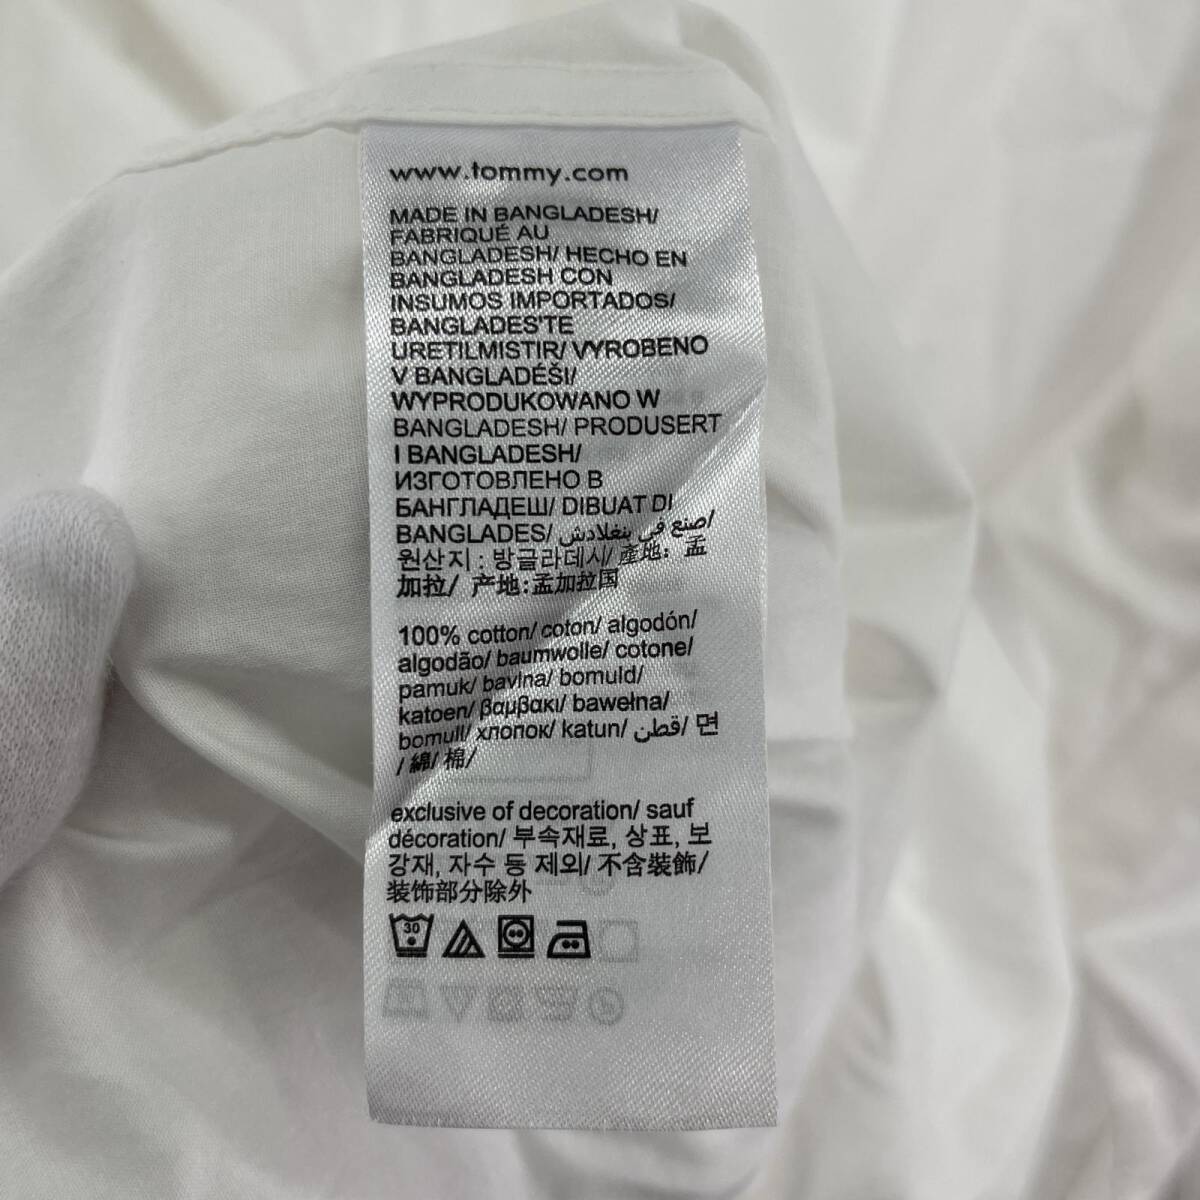 www.tommy.com
MADE IN BANGLADESH/
FABRIQUÉ AU
BANGLADESH/ HECHO EN
BANGLADESH CON
INSUMOS IMPORTADOS/
BANGLADEŞ'TE
URETILMISTIR/ VYROBENO
V BANGLADÉŠI/
WYPRODUKOWANO W
BANGLADESH/ PRODUSERT
I BANGLADESH/
ИЗГОТОВЛЕНО В
БАНГЛАДЕШ/ DIBUAT DI
BANGLADES/ صنع في بنغلادش/
원산지 : 방글라데시/ 產地: 孟
加拉/ 产地:孟加拉国
100% cotton/ coton/ algodón/
algodão/ baumwolle/ cotone/
pamuk/ bavlna/ bomuld/
katoen/ βαμβακι/ bawełna/
bomull/ хлопок/ katun/ قطن/ 면
/ 綿/ 棉/
exclusive of decoration/ sauf
décoration/ 부속재료, 상표, 보
강재, 자수 등 제외/ 不含裝飾/
装饰部分除外
30